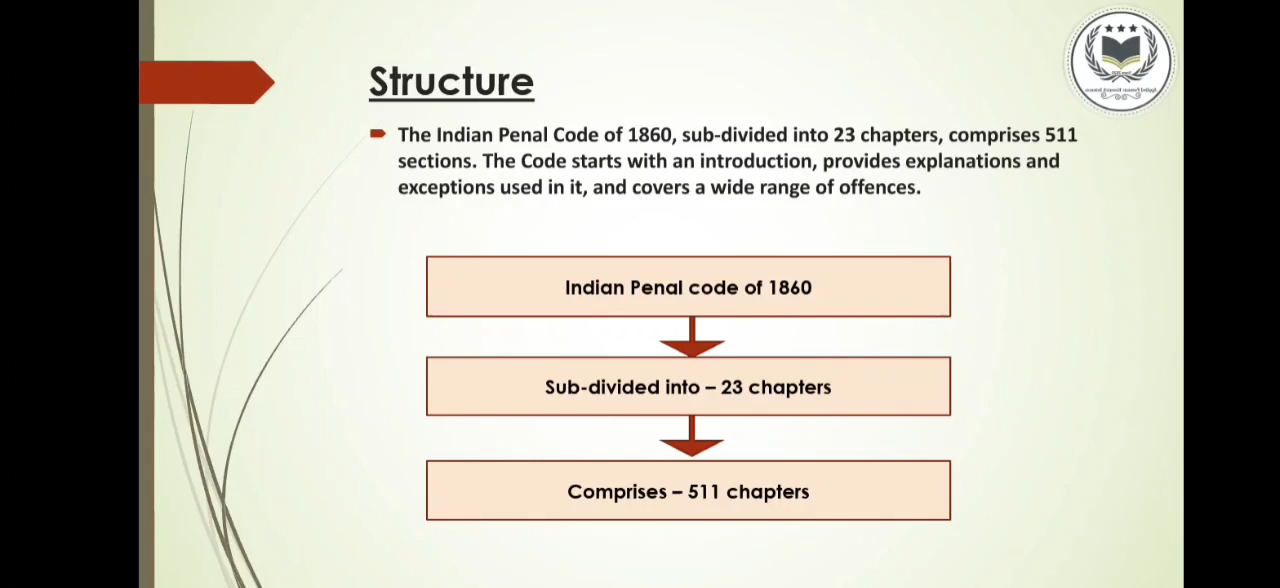 Structure
The Indian Penal Code of 1860, sub-divided into 23 chapters, comprises 511
sections. The Code starts with an introduction, provides explanations and
exceptions used in it, and covers a wide range of offences.
Indian Penal code of 1860
Sub-divided into – 23 chapters
Comprises – 511 chapters